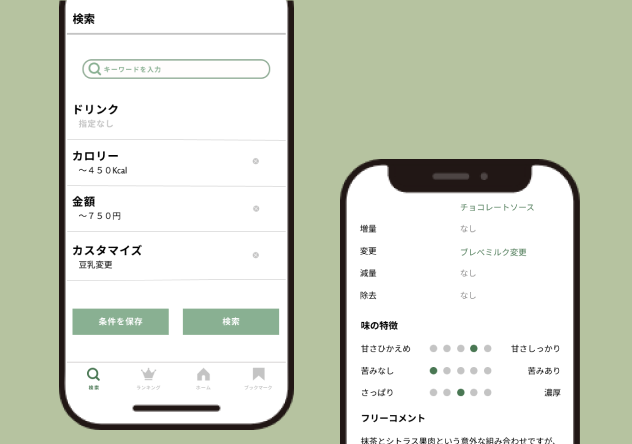 検索
キーワードを入力
ドリンク
指定なし
カロリー
〜４５０Kcal
金額
〜７５０円
カスタマイズ
豆乳変更
条件を保存 検索
検索 ランキング ホーム ブックマーク
チョコレートソース
増量 なし
変更 ブレベミルク変更
減量 なし
除去 なし
味の特徴
甘さひかえめ 甘さしっかり
苦みなし 苦みあり
さっぱり 濃厚
フリーコメント
抹茶とシトラス果肉という意外な組み合わせですが、